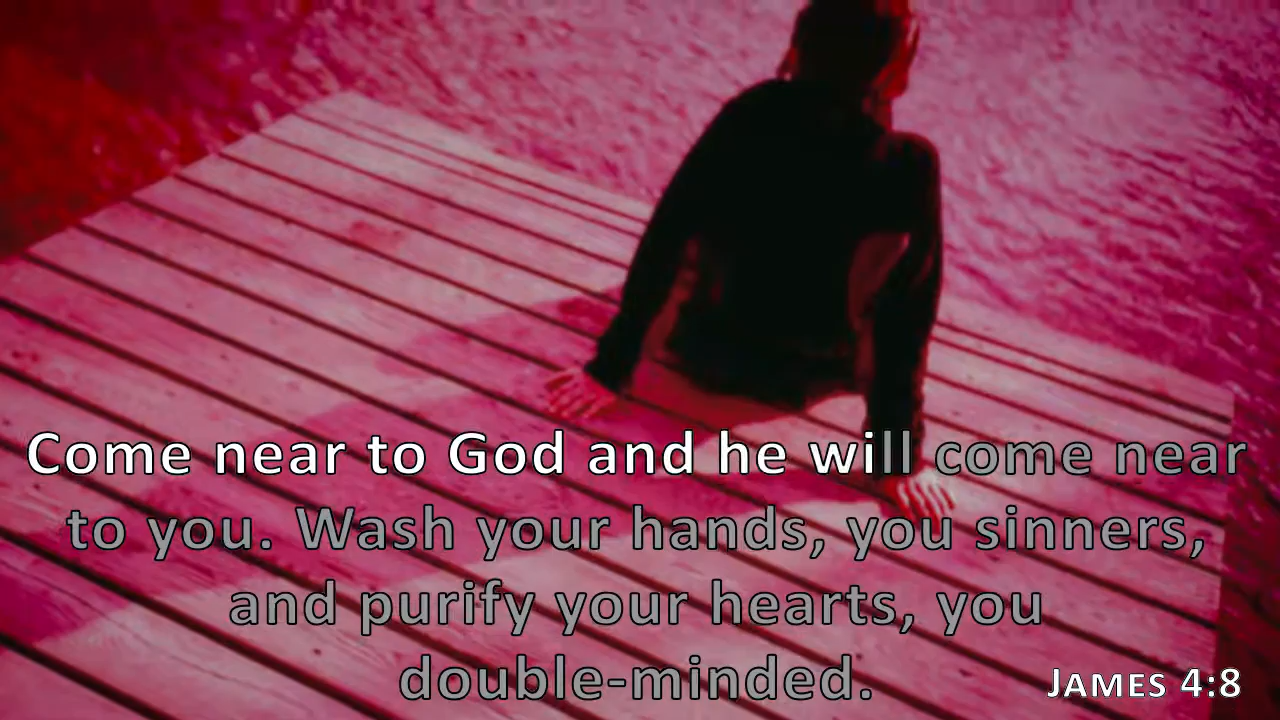 Come near to God and he will come near
to you. Wash your hands, you sinners,
and purify your hearts, you
double-minded.
James 4:8